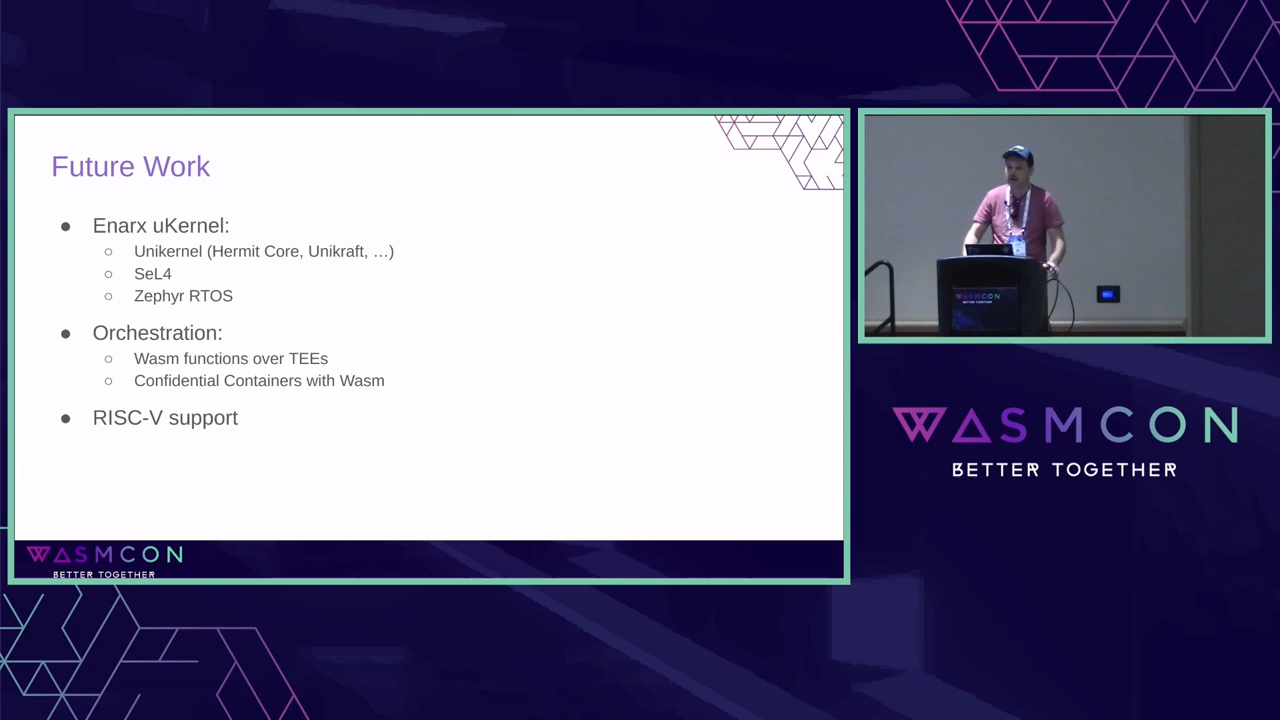 Future Work
● Enarx uKernel:
○ Unikernel (Hermit Core, Unikraft, …)
○ SeL4
○ Zephyr RTOS
● Orchestration:
○ Wasm functions over TEEs
○ Confidential Containers with Wasm
● RISC-V support
WASMCON
BETTER TOGETHER
WASMCON
WASMCON
BETTER TOGETHER